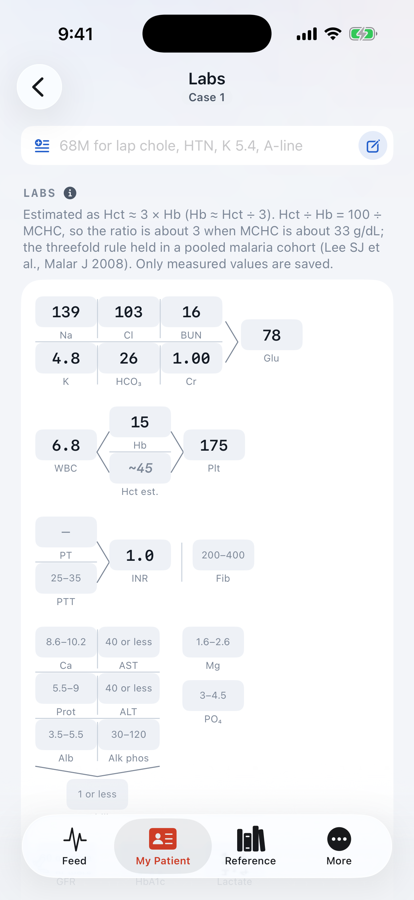 9:41
Labs
Case 1
68M for lap chole, HTN, K 5.4, A-line
LABS
Estimated as Hct ≈ 3 × Hb (Hb ≈ Hct ÷ 3). Hct ÷ Hb = 100 ÷
MCHC, so the ratio is about 3 when MCHC is about 33 g/dL;
the threefold rule held in a pooled malaria cohort (Lee SJ et
al., Malar J 2008). Only measured values are saved.
139 103 16
Na Cl BUN
78
Glu
4.8 26 1.00
K HCO₃ Cr
15
Hb
6.8 175
WBC Plt
~45
Hct est.
–
PT
1.0 200–400
INR Fib
25–35
PTT
8.6–10.2 40 or less 1.6–2.6
Ca AST Mg
5.5–9 40 or less 3–4.5
Prot ALT PO₄
3.5–5.5 30–120
Alb Alk phos
1 or less
Feed My Patient Reference More
GFR HbA1c Lactate